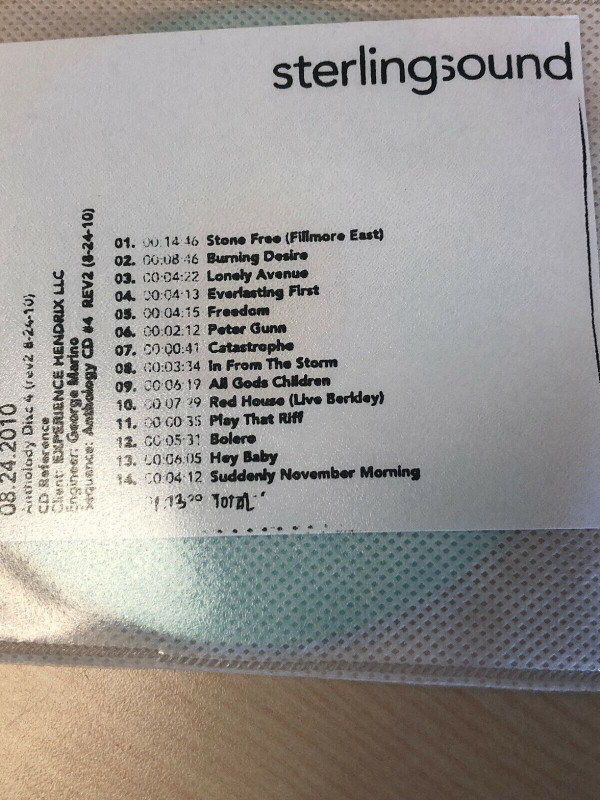 sterlingsound
01. 00:14:46 Stone Free (Fillmore East)
02. 00:08:46 Burning Desire
03. 00:04:22 Lonely Avenue
04. 00:04:13 Everlasting First
05. 00:04:15 Freedom
06. 00:02:12 Peter Gunn
07. 00:00:41 Catastrophe
08. 00:03:34 In From The Storm
09. 00:06:19 All Gods Children
10. 00:07:29 Red House (Live Berkley)
11. 00:00:35 Play That Riff
12. 00:05:31 Bolero
13. 00:06:05 Hey Baby
14. 00:04:12 Suddenly November Morning
TOTAL
08.24.2010
Antholody Disc 4 (rev2 8-24-10)
CD Reference
Client: EXPERIENCE HENDRIX LLC
Engineer: George Marino
Sequence: Anthology CD #4 REV2 (8-24-10)